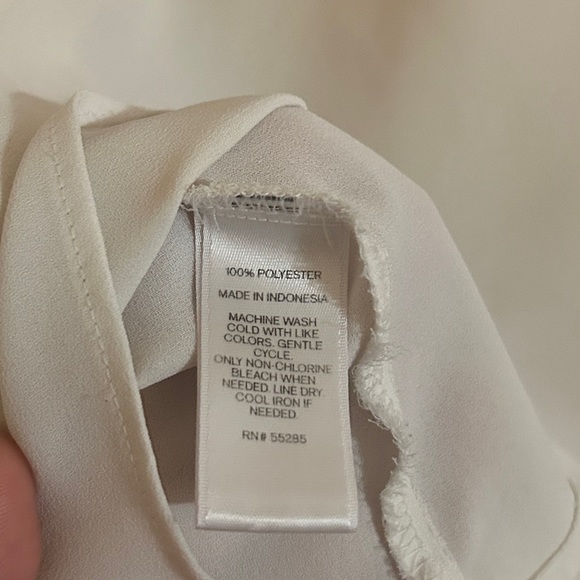 100% POLYESTER
MADE IN INDONESIA
MACHINE WASH
COLD WITH LIKE
COLORS. GENTLE
CYCLE.
ONLY NON-CHLORINE
BLEACH WHEN
NEEDED. LINE DRY.
COOL IRON IF
NEEDED.
RN# 55285